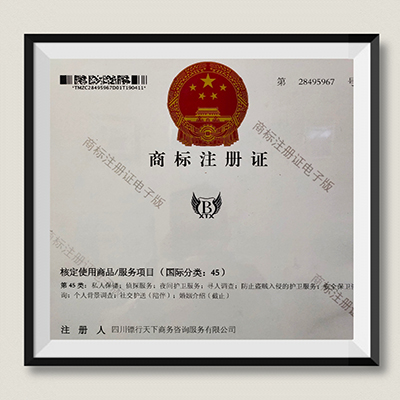 *TMZC28495967D01T190411*
第 28495967 号
商标注册证
商标注册证电子版
商标注册证电子版
B
XTX
核定使用商品/服务项目（国际分类：45）
第 45 类：私人保镖；侦探服务；夜间护卫服务；寻人调查；防止盗贼入侵的护卫服务；安全保卫
询；个人背景调查；社交护送（陪伴）；婚姻介绍（截止）
注 册 人 四川镖行天下商务咨询服务有限公司